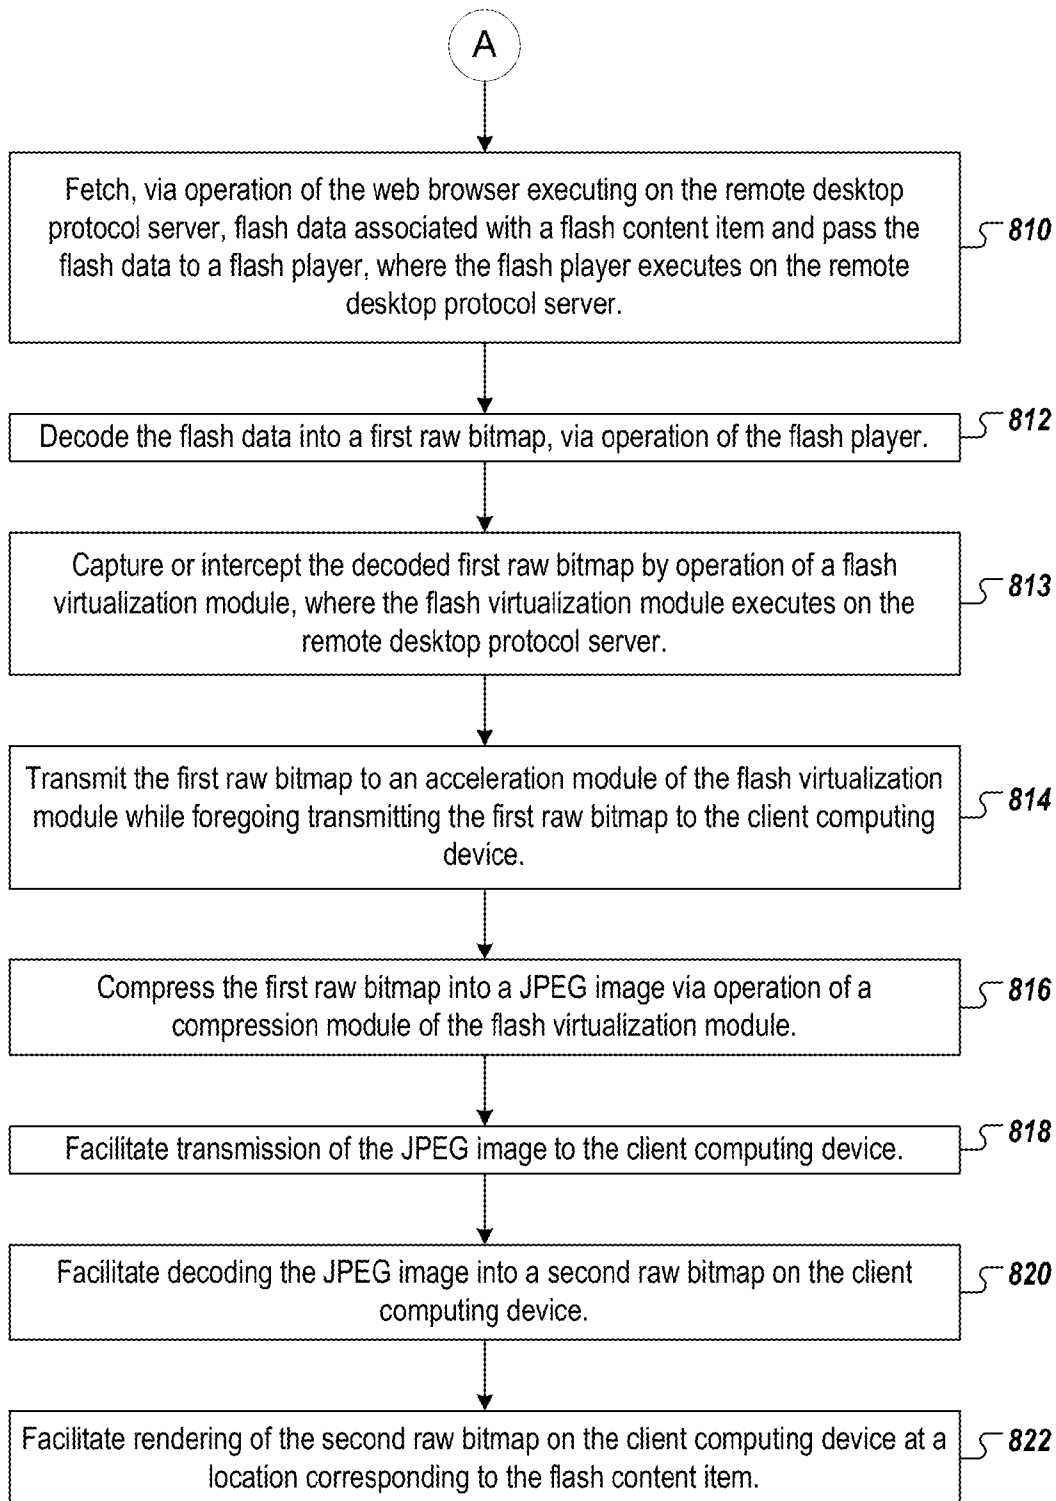 A
Fetch, via operation of the web browser executing on the remote desktop
protocol server, flash data associated with a flash content item and pass the
flash data to a flash player, where the flash player executes on the remote
desktop protocol server.
810
Decode the flash data into a first raw bitmap, via operation of the flash player.
812
Capture or intercept the decoded first raw bitmap by operation of a flash
virtualization module, where the flash virtualization module executes on the
remote desktop protocol server.
813
Transmit the first raw bitmap to an acceleration module of the flash virtualization
module while foregoing transmitting the first raw bitmap to the client computing
device.
814
Compress the first raw bitmap into a JPEG image via operation of a
compression module of the flash virtualization module.
816
Facilitate transmission of the JPEG image to the client computing device.
818
Facilitate decoding the JPEG image into a second raw bitmap on the client
computing device.
820
Facilitate rendering of the second raw bitmap on the client computing device at a
location corresponding to the flash content item.
822